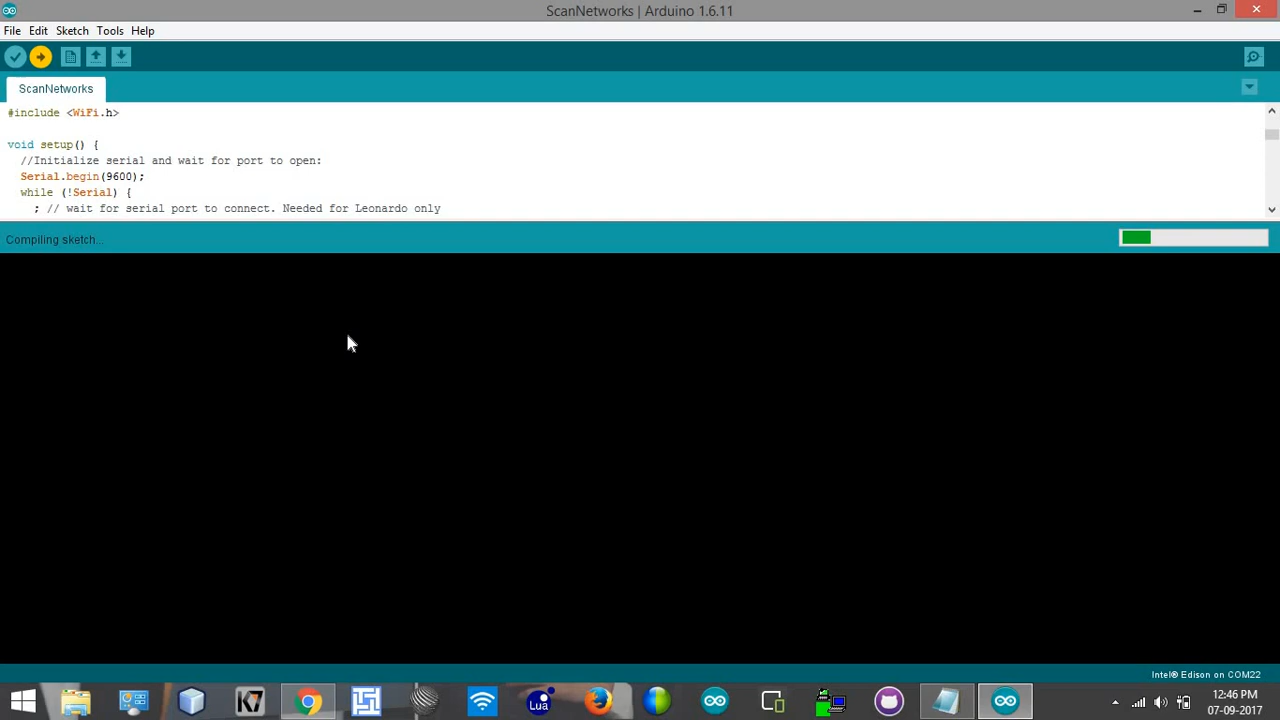 ScanNetworks | Arduino 1.6.11
File Edit Sketch Tools Help
ScanNetworks
#include <WiFi.h>
void setup() {
//Initialize serial and wait for port to open:
Serial.begin(9600);
while (!Serial) {
; // wait for serial port to connect. Needed for Leonardo only
Compiling sketch...
Intel® Edison on COM22
K7
Lua
12:46 PM
07-09-2017